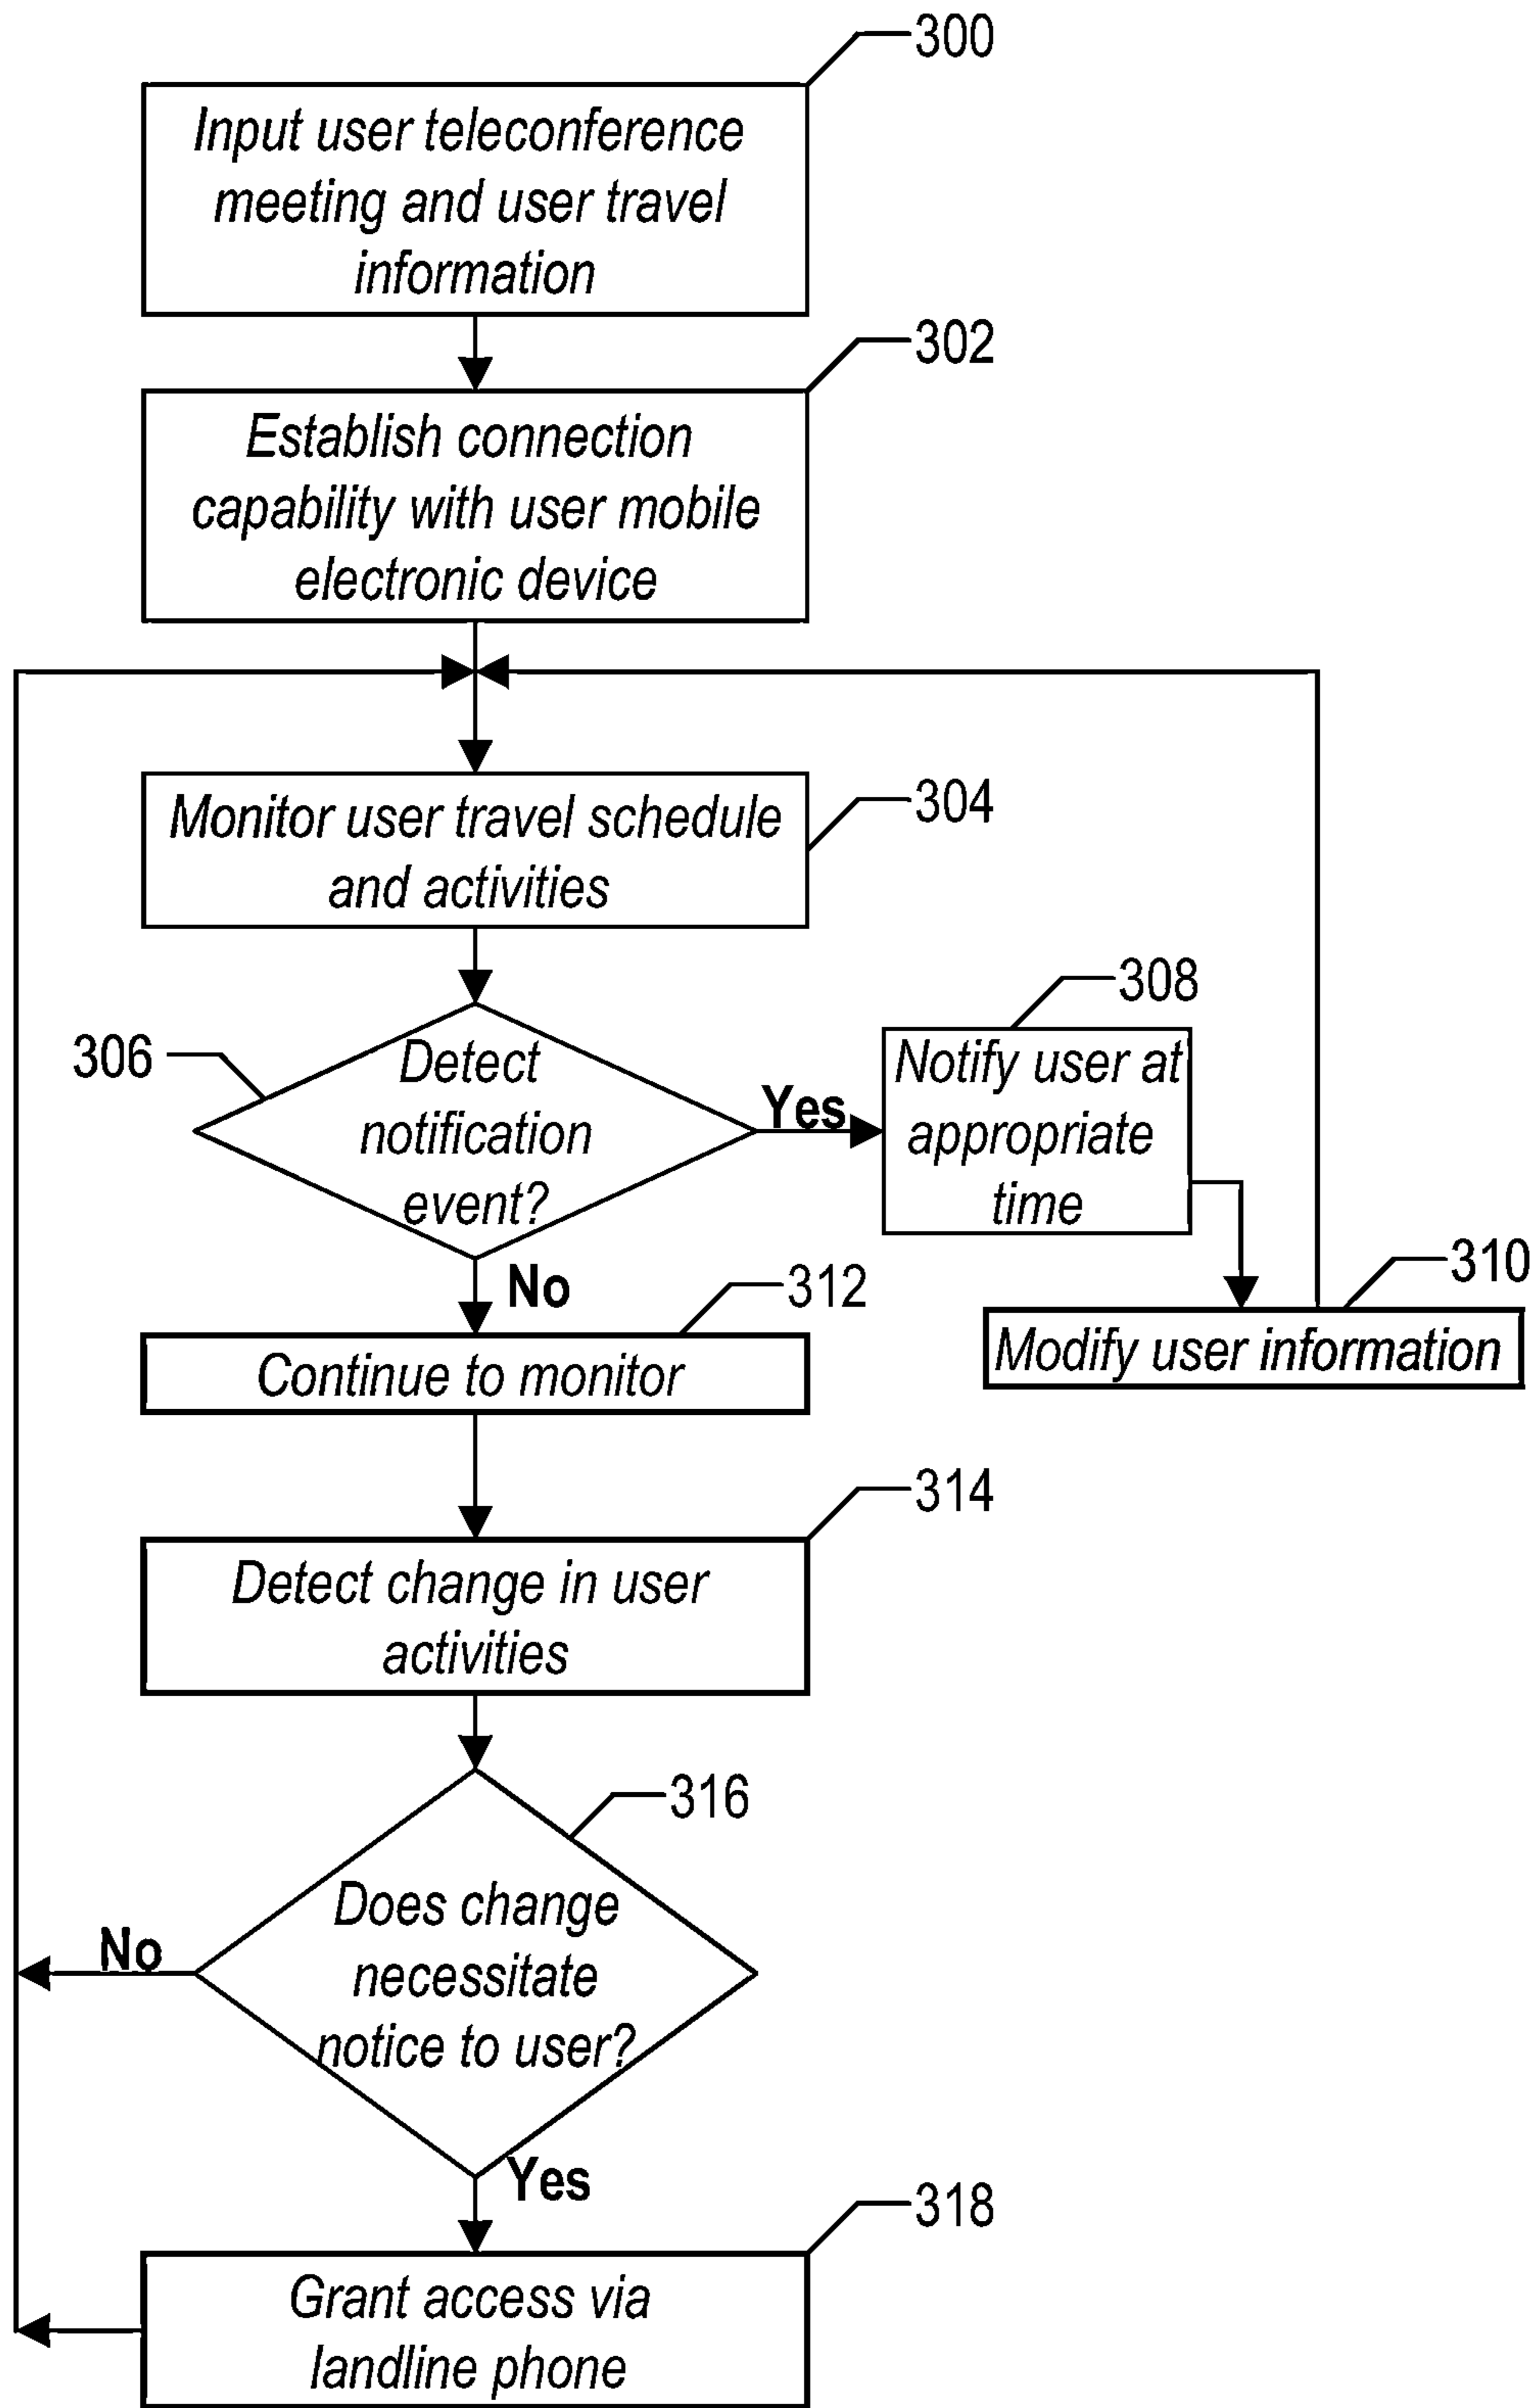 300
Input user teleconference
meeting and user travel
information
302
Establish connection
capability with user mobile
electronic device
304
Monitor user travel schedule
and activities
306
Detect
notification
event?
Yes
308
Notify user at
appropriate
time
310
Modify user information
No
312
Continue to monitor
314
Detect change in user
activities
316
Does change
necessitate
notice to user?
No
Yes
318
Grant access via
landline phone